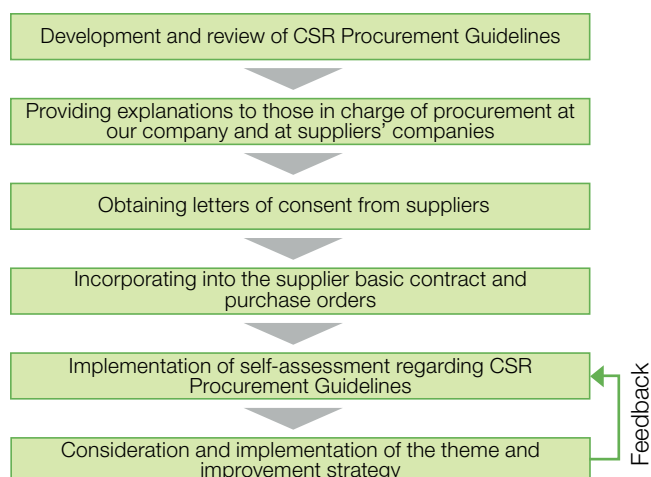 Development and review of CSR Procurement Guidelines
Providing explanations to those in charge of procurement at
our company and at suppliers' companies
Obtaining letters of consent from suppliers
Incorporating into the supplier basic contract and
purchase orders
Implementation of self-assessment regarding CSR
Procurement Guidelines
Consideration and implementation of the theme and
improvement strategy
Feedback